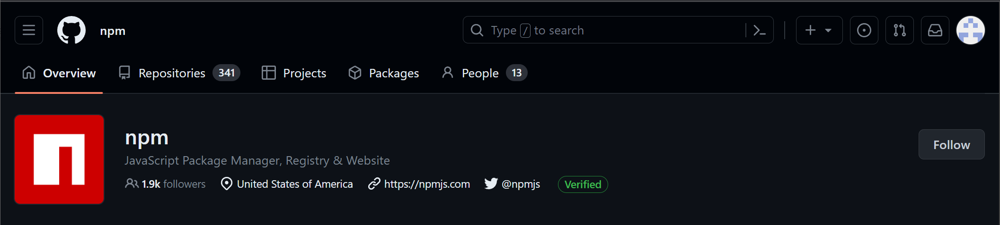 npm
Type / to search
Overview Repositories 341 Projects Packages People 13
npm
JavaScript Package Manager, Registry & Website
1.9k followers United States of America https://npmjs.com @npmjs Verified
Follow